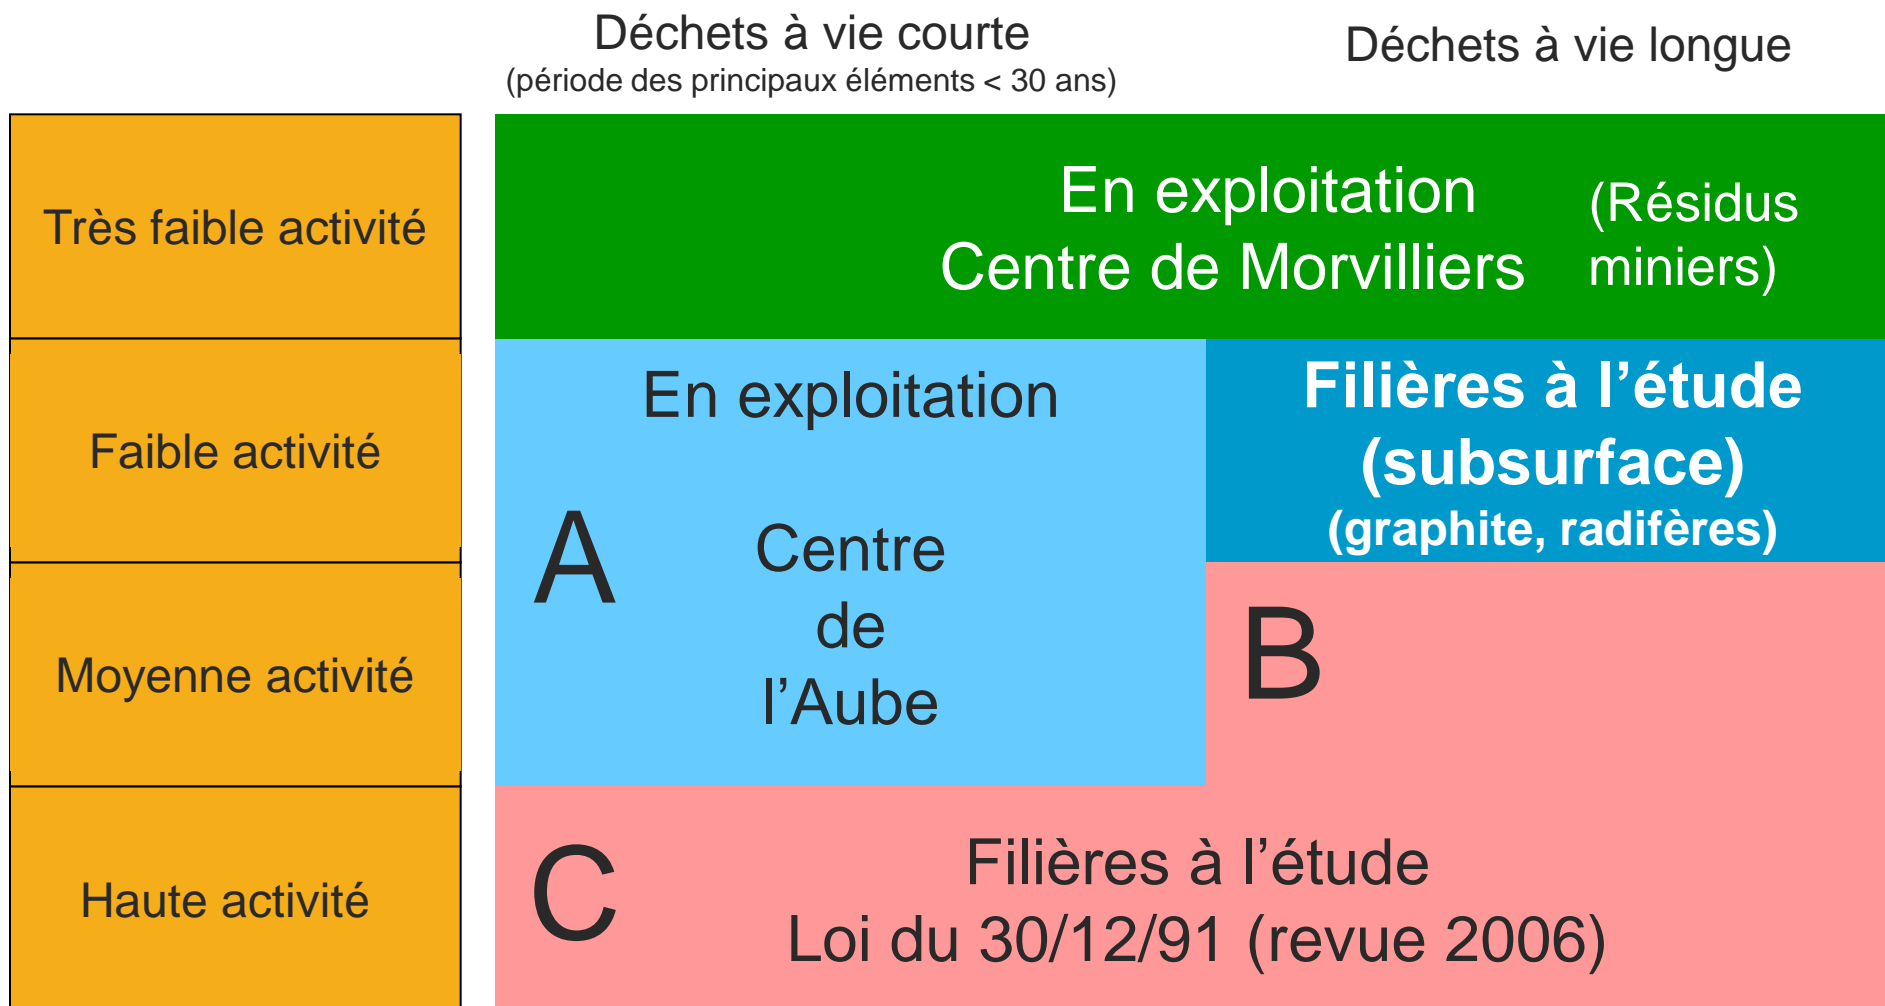 Déchets à vie courte
(période des principaux éléments < 30 ans)
Déchets à vie longue
Très faible activité
En exploitation
Centre de Morvilliers
(Résidus
miniers)
Faible activité
En exploitation
A
Centre
de
l’Aube
Filières à l’étude
(subsurface)
(graphite, radifères)
Moyenne activité
B
Haute activité
C
Filières à l’étude
Loi du 30/12/91 (revue 2006)